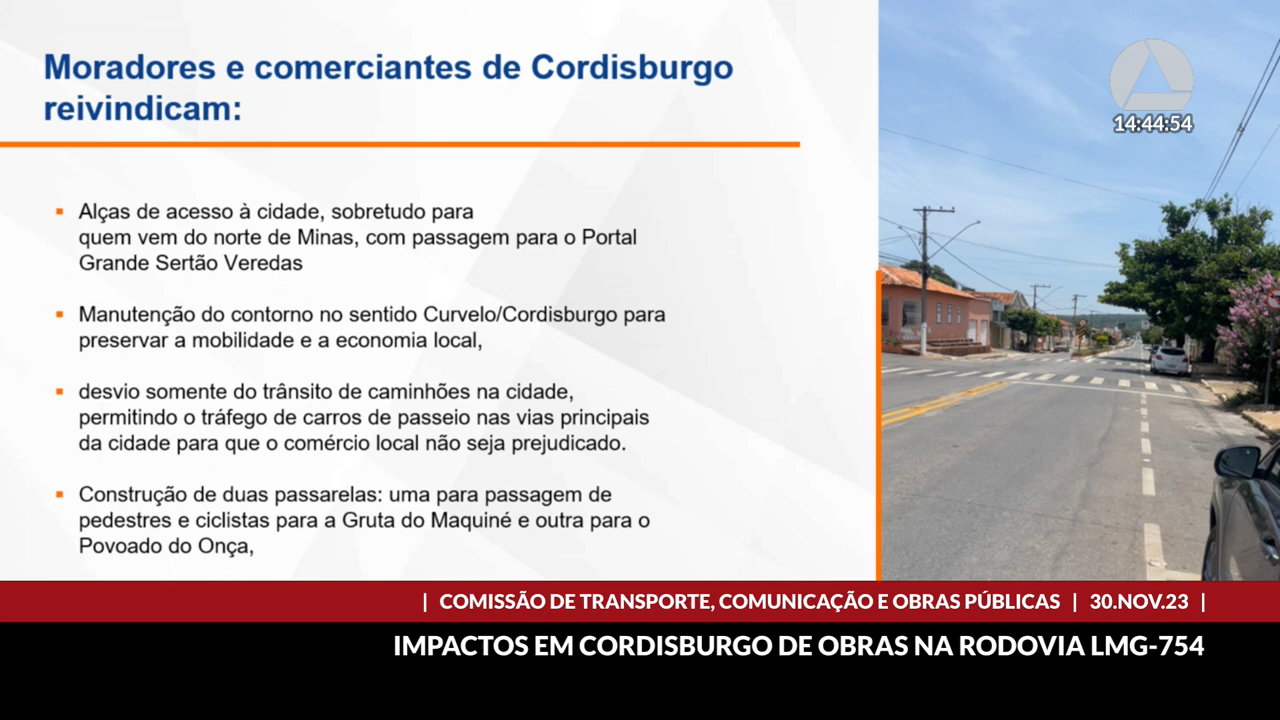 Moradores e comerciantes de Cordisburgo
reivindicam:
14:44:54
▪ Alças de acesso à cidade, sobretudo para
quem vem do norte de Minas, com passagem para o Portal
Grande Sertão Veredas
▪ Manutenção do contorno no sentido Curvelo/Cordisburgo para
preservar a mobilidade e a economia local,
▪ desvio somente do trânsito de caminhões na cidade,
permitindo o tráfego de carros de passeio nas vias principais
da cidade para que o comércio local não seja prejudicado.
▪ Construção de duas passarelas: uma para passagem de
pedestres e ciclistas para a Gruta do Maquiné e outra para o
Povoado do Onça,
| COMISSÃO DE TRANSPORTE, COMUNICAÇÃO E OBRAS PÚBLICAS | 30.NOV.23 |
IMPACTOS EM CORDISBURGO DE OBRAS NA RODOVIA LMG-754